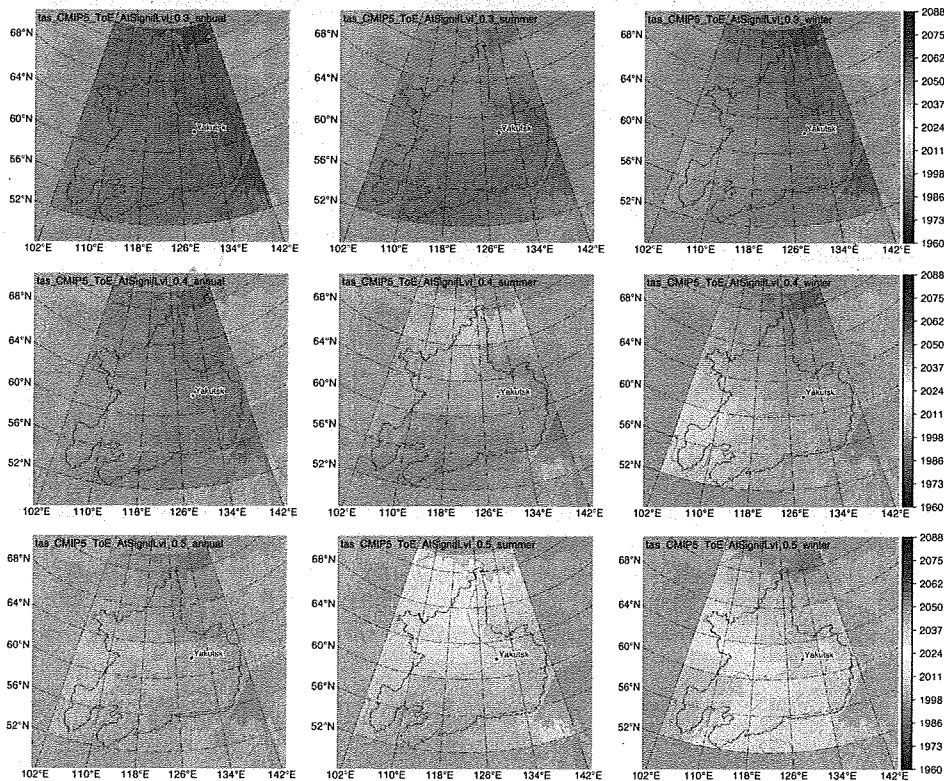 tas_CMIP5_ToE_AtSignifLvl_0.3_annual
68°N
64°N
60°N
56°N
52°N
Yakutsk
102°E 110°E 118°E 126°E 134°E 142°E
tas_CMIP5_ToE_AtSignifLvl_0.3_summer
68°N
64°N
60°N
56°N
52°N
Yakutsk
102°E 110°E 118°E 126°E 134°E 142°E
tas_CMIP5_ToE_AtSignifLvl_0.3_winter
68°N
64°N
60°N
56°N
52°N
Yakutsk
102°E 110°E 118°E 126°E 134°E 142°E
2088
2075
2062
2050
2037
2024
2011
1998
1986
1973
1960
tas_CMIP5_ToE_AtSignifLvl_0.4_annual
68°N
64°N
60°N
56°N
52°N
Yakutsk
102°E 110°E 118°E 126°E 134°E 142°E
tas_CMIP5_ToE_AtSignifLvl_0.4_summer
68°N
64°N
60°N
56°N
52°N
Yakutsk
102°E 110°E 118°E 126°E 134°E 142°E
tas_CMIP5_ToE_AtSignifLvl_0.4_winter
68°N
64°N
60°N
56°N
52°N
Yakutsk
102°E 110°E 118°E 126°E 134°E 142°E
2088
2075
2062
2050
2037
2024
2011
1998
1986
1973
1960
tas_CMIP5_ToE_AtSignifLvl_0.5_annual
68°N
64°N
60°N
56°N
52°N
Yakutsk
102°E 110°E 118°E 126°E 134°E 142°E
tas_CMIP5_ToE_AtSignifLvl_0.5_summer
68°N
64°N
60°N
56°N
52°N
Yakutsk
102°E 110°E 118°E 126°E 134°E 142°E
tas_CMIP5_ToE_AtSignifLvl_0.5_winter
68°N
64°N
60°N
56°N
52°N
Yakutsk
102°E 110°E 118°E 126°E 134°E 142°E
2088
2075
2062
2050
2037
2024
2011
1998
1986
1973
1960